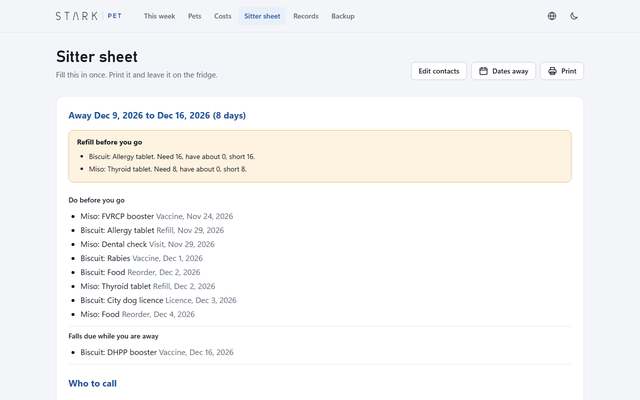 STARK PET
This week Pets Costs Sitter sheet Records Backup
Sitter sheet
Fill this in once. Print it and leave it on the fridge.
Edit contacts Dates away Print
Away Dec 9, 2026 to Dec 16, 2026 (8 days)
Refill before you go
Biscuit: Allergy tablet. Need 16, have about 0, short 16.
Miso: Thyroid tablet. Need 8, have about 0, short 8.
Do before you go
Miso: FVRCP booster Vaccine, Nov 24, 2026
Biscuit: Allergy tablet Refill, Nov 29, 2026
Miso: Dental check Visit, Nov 29, 2026
Biscuit: Rabies Vaccine, Dec 1, 2026
Biscuit: Food Reorder, Dec 2, 2026
Miso: Thyroid tablet Refill, Dec 2, 2026
Biscuit: City dog licence Licence, Dec 3, 2026
Miso: Food Reorder, Dec 4, 2026
Falls due while you are away
Biscuit: DHPP booster Vaccine, Dec 16, 2026
Who to call